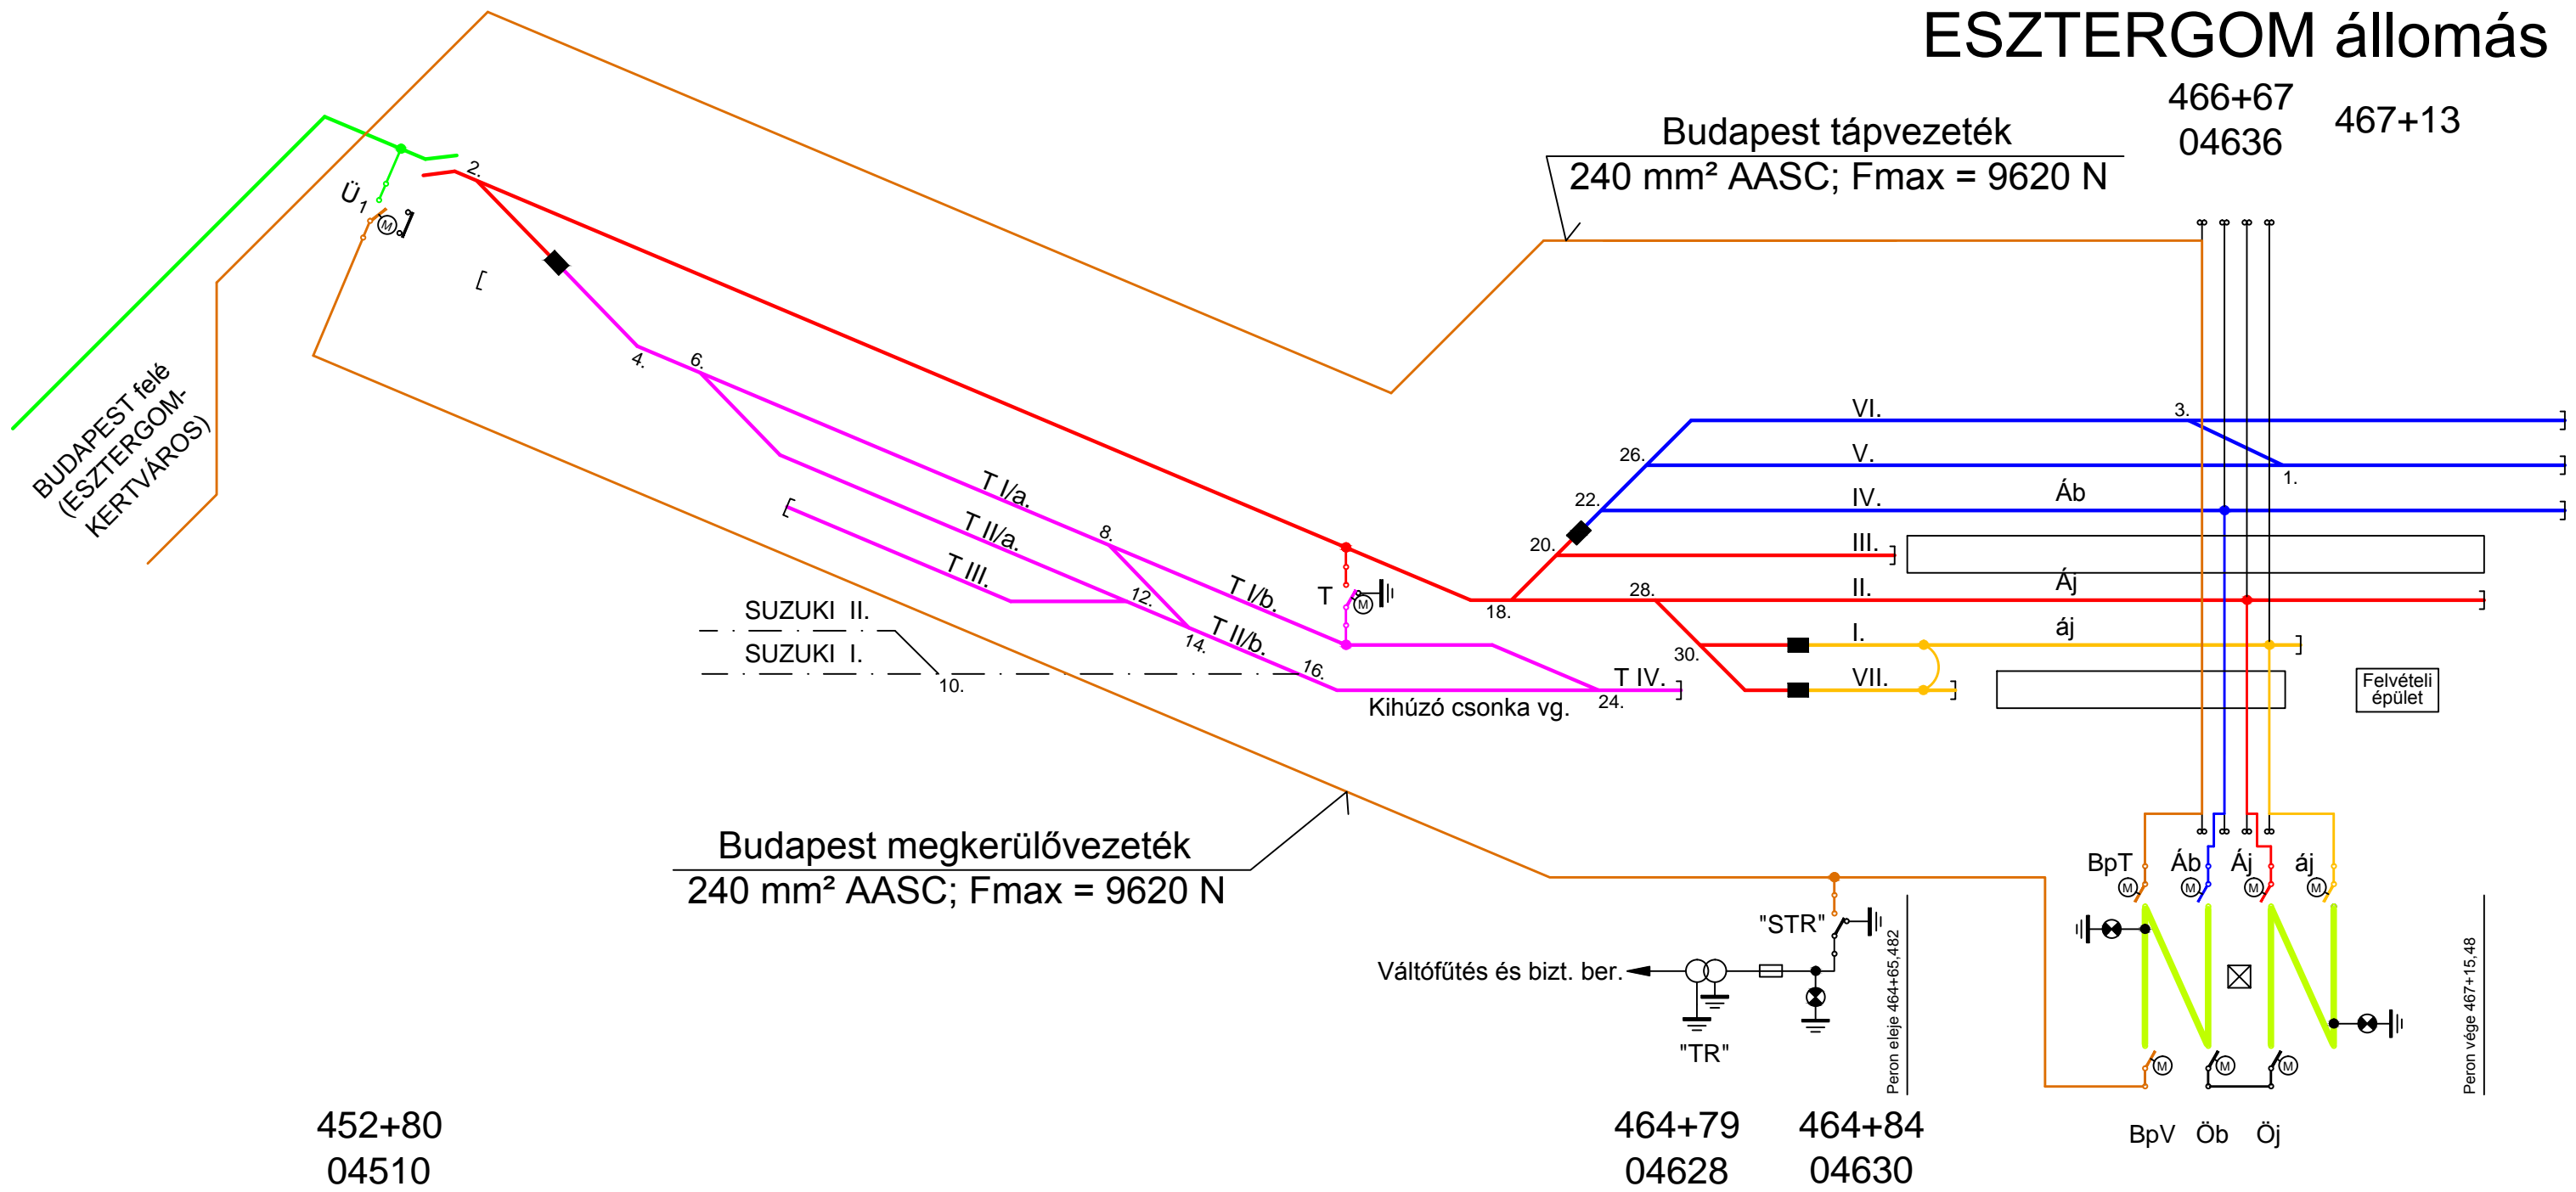 ESZTERGOM állomás
466+67
04636
467+13
Budapest tápvezeték
240 mm² AASC; Fmax = 9620 N
2.
Ü1
M
BUDAPEST felé
(ESZTERGOM-
KERTVÁROS)
4.
6.
T I/a.
T II/a.
T III.
8.
12.
14.
T I/b.
T II/b.
16.
SUZUKI II.
SUZUKI I.
10.
T
M
18.
20.
22.
26.
28.
30.
24.
T IV.
Kihúzó csonka vg.
VI.
3.
V.
1.
IV.
Áb
III.
II.
Áj
I.
áj
VII.
Felvételi
épület
Budapest megkerülővezeték
240 mm² AASC; Fmax = 9620 N
BpT
Áb
Áj
áj
M
M
M
M
"STR"
Váltófűtés és bizt. ber.
"TR"
Peron eleje 464+65,482
Peron vége 467+15,48
M
M
M
BpV
Öb
Öj
452+80
04510
464+79
04628
464+84
04630